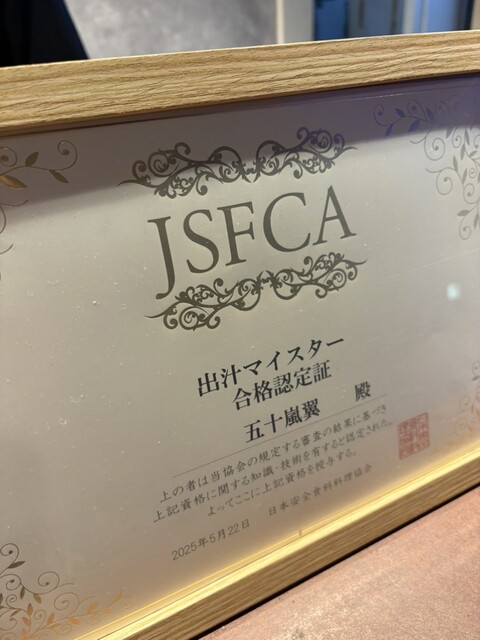 JSFCA
出汁マイスター
合格認定証
五十嵐翼 殿
上の者は当協会の規定する審査の結果に基づき
上記資格に関する知識・技術を有すると認定された。
よってここに上記資格を授与する。
2025年5月22日 日本安全食料料理協会